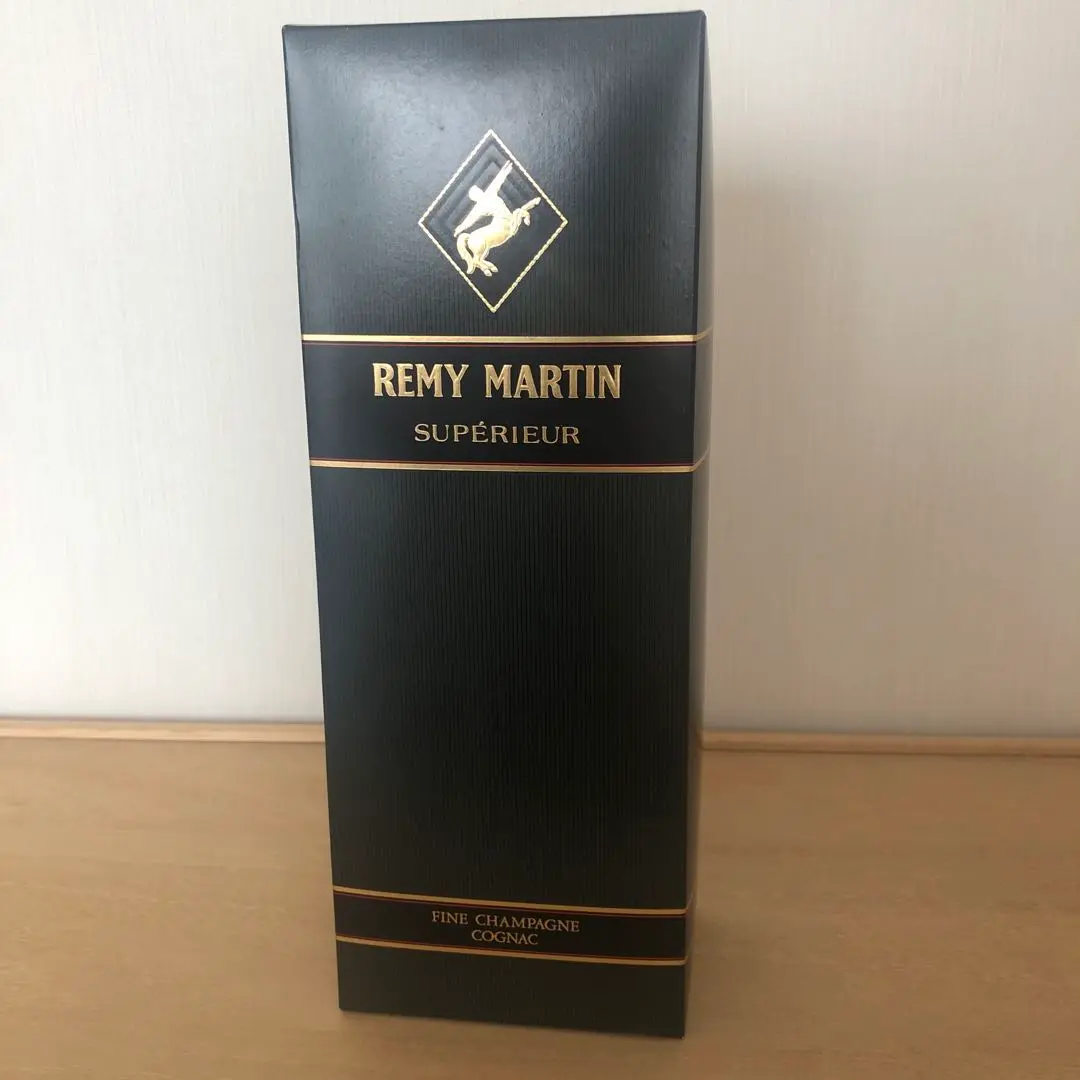 REMY MARTIN
SUPÉRIEUR
FINE CHAMPAGNE
COGNAC